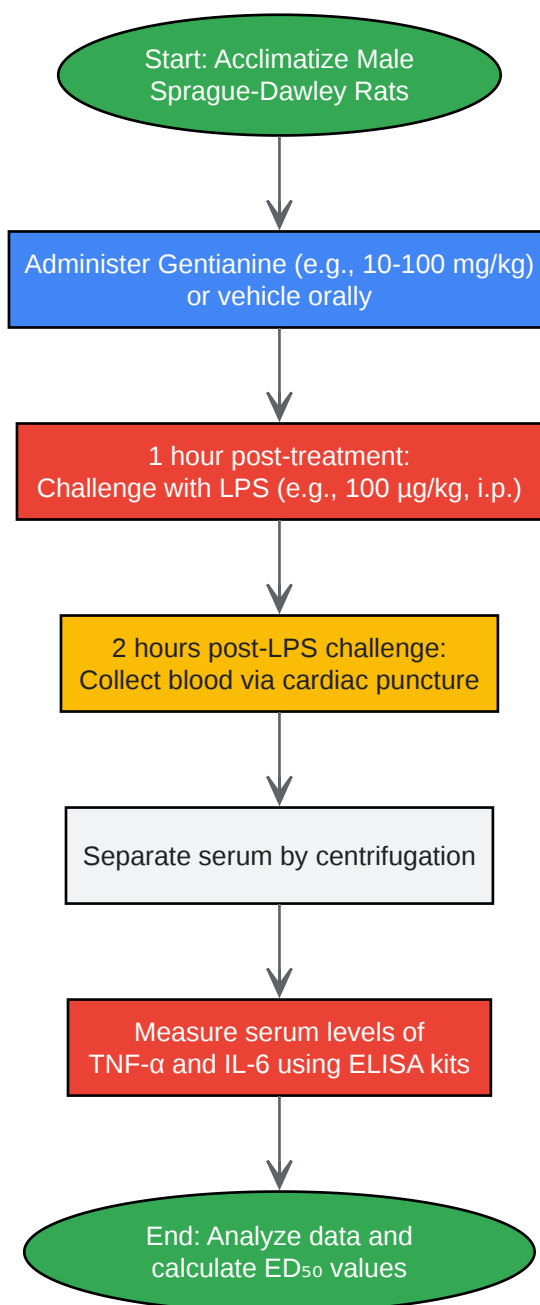 Start: Acclimatize Male
Sprague-Dawley Rats
Administer Gentianine (e.g., 10-100 mg/kg)
or vehicle orally
1 hour post-treatment:
Challenge with LPS (e.g., 100 µg/kg, i.p.)
2 hours post-LPS challenge:
Collect blood via cardiac puncture
Separate serum by centrifugation
Measure serum levels of
TNF-α and IL-6 using ELISA kits
End: Analyze data and
calculate ED₅₀ values